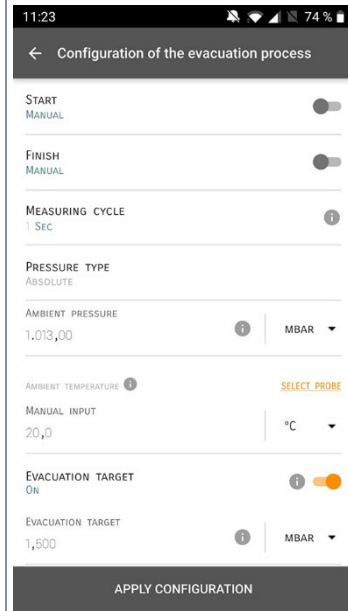 11:23 74 %
Configuration of the evacuation process
START
MANUAL
FINISH
MANUAL
MEASURING CYCLE
1 SEC
PRESSURE TYPE
ABSOLUTE
AMBIENT PRESSURE
1.013,00 MBAR
AMBIENT TEMPERATURE SELECT PROBE
MANUAL INPUT
20,0 °C
EVACUATION TARGET
ON
EVACUATION TARGET
1,500 MBAR
APPLY CONFIGURATION